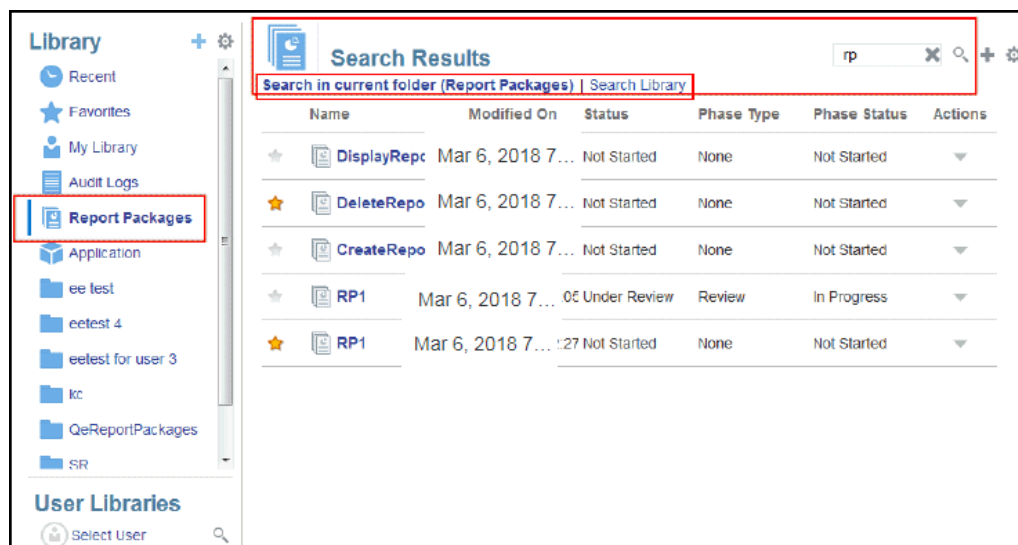 Library
Recent
Favorites
My Library
Audit Logs
Report Packages
Application
ee test
eetest 4
eetest for user 3
kc
QeReportPackages
SR
User Libraries
Select User
Search Results
rp
Search in current folder (Report Packages) | Search Library
Name Modified On Status Phase Type Phase Status Actions
DisplayRepo Mar 6, 2018 7... Not Started None Not Started
DeleteRepo Mar 6, 2018 7... Not Started None Not Started
CreateRepo Mar 6, 2018 7... Not Started None Not Started
RP1 Mar 6, 2018 7... :05 Under Review Review In Progress
RP1 Mar 6, 2018 7... :27 Not Started None Not Started